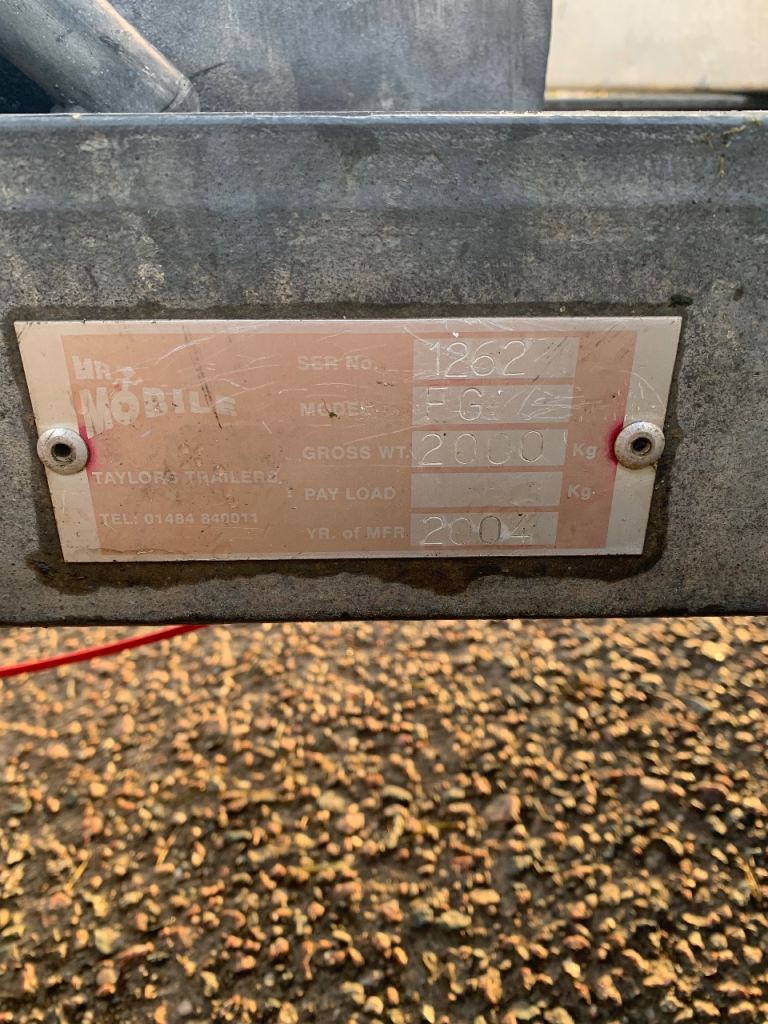 MR
MOBILE
TAYLORS TRAILERS
TEL: 01484 840011
SER No. 1262
MODEL FG
GROSS WT. 2000 Kg
PAY LOAD Kg
YR. of MFR 2004